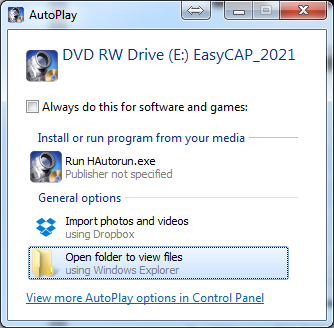 AutoPlay
DVD RW Drive (E:) EasyCAP_2021
Always do this for software and games:
Install or run program from your media
Run HAutorun.exe
Publisher not specified
General options
Import photos and videos
using Dropbox
Open folder to view files
using Windows Explorer
View more AutoPlay options in Control Panel